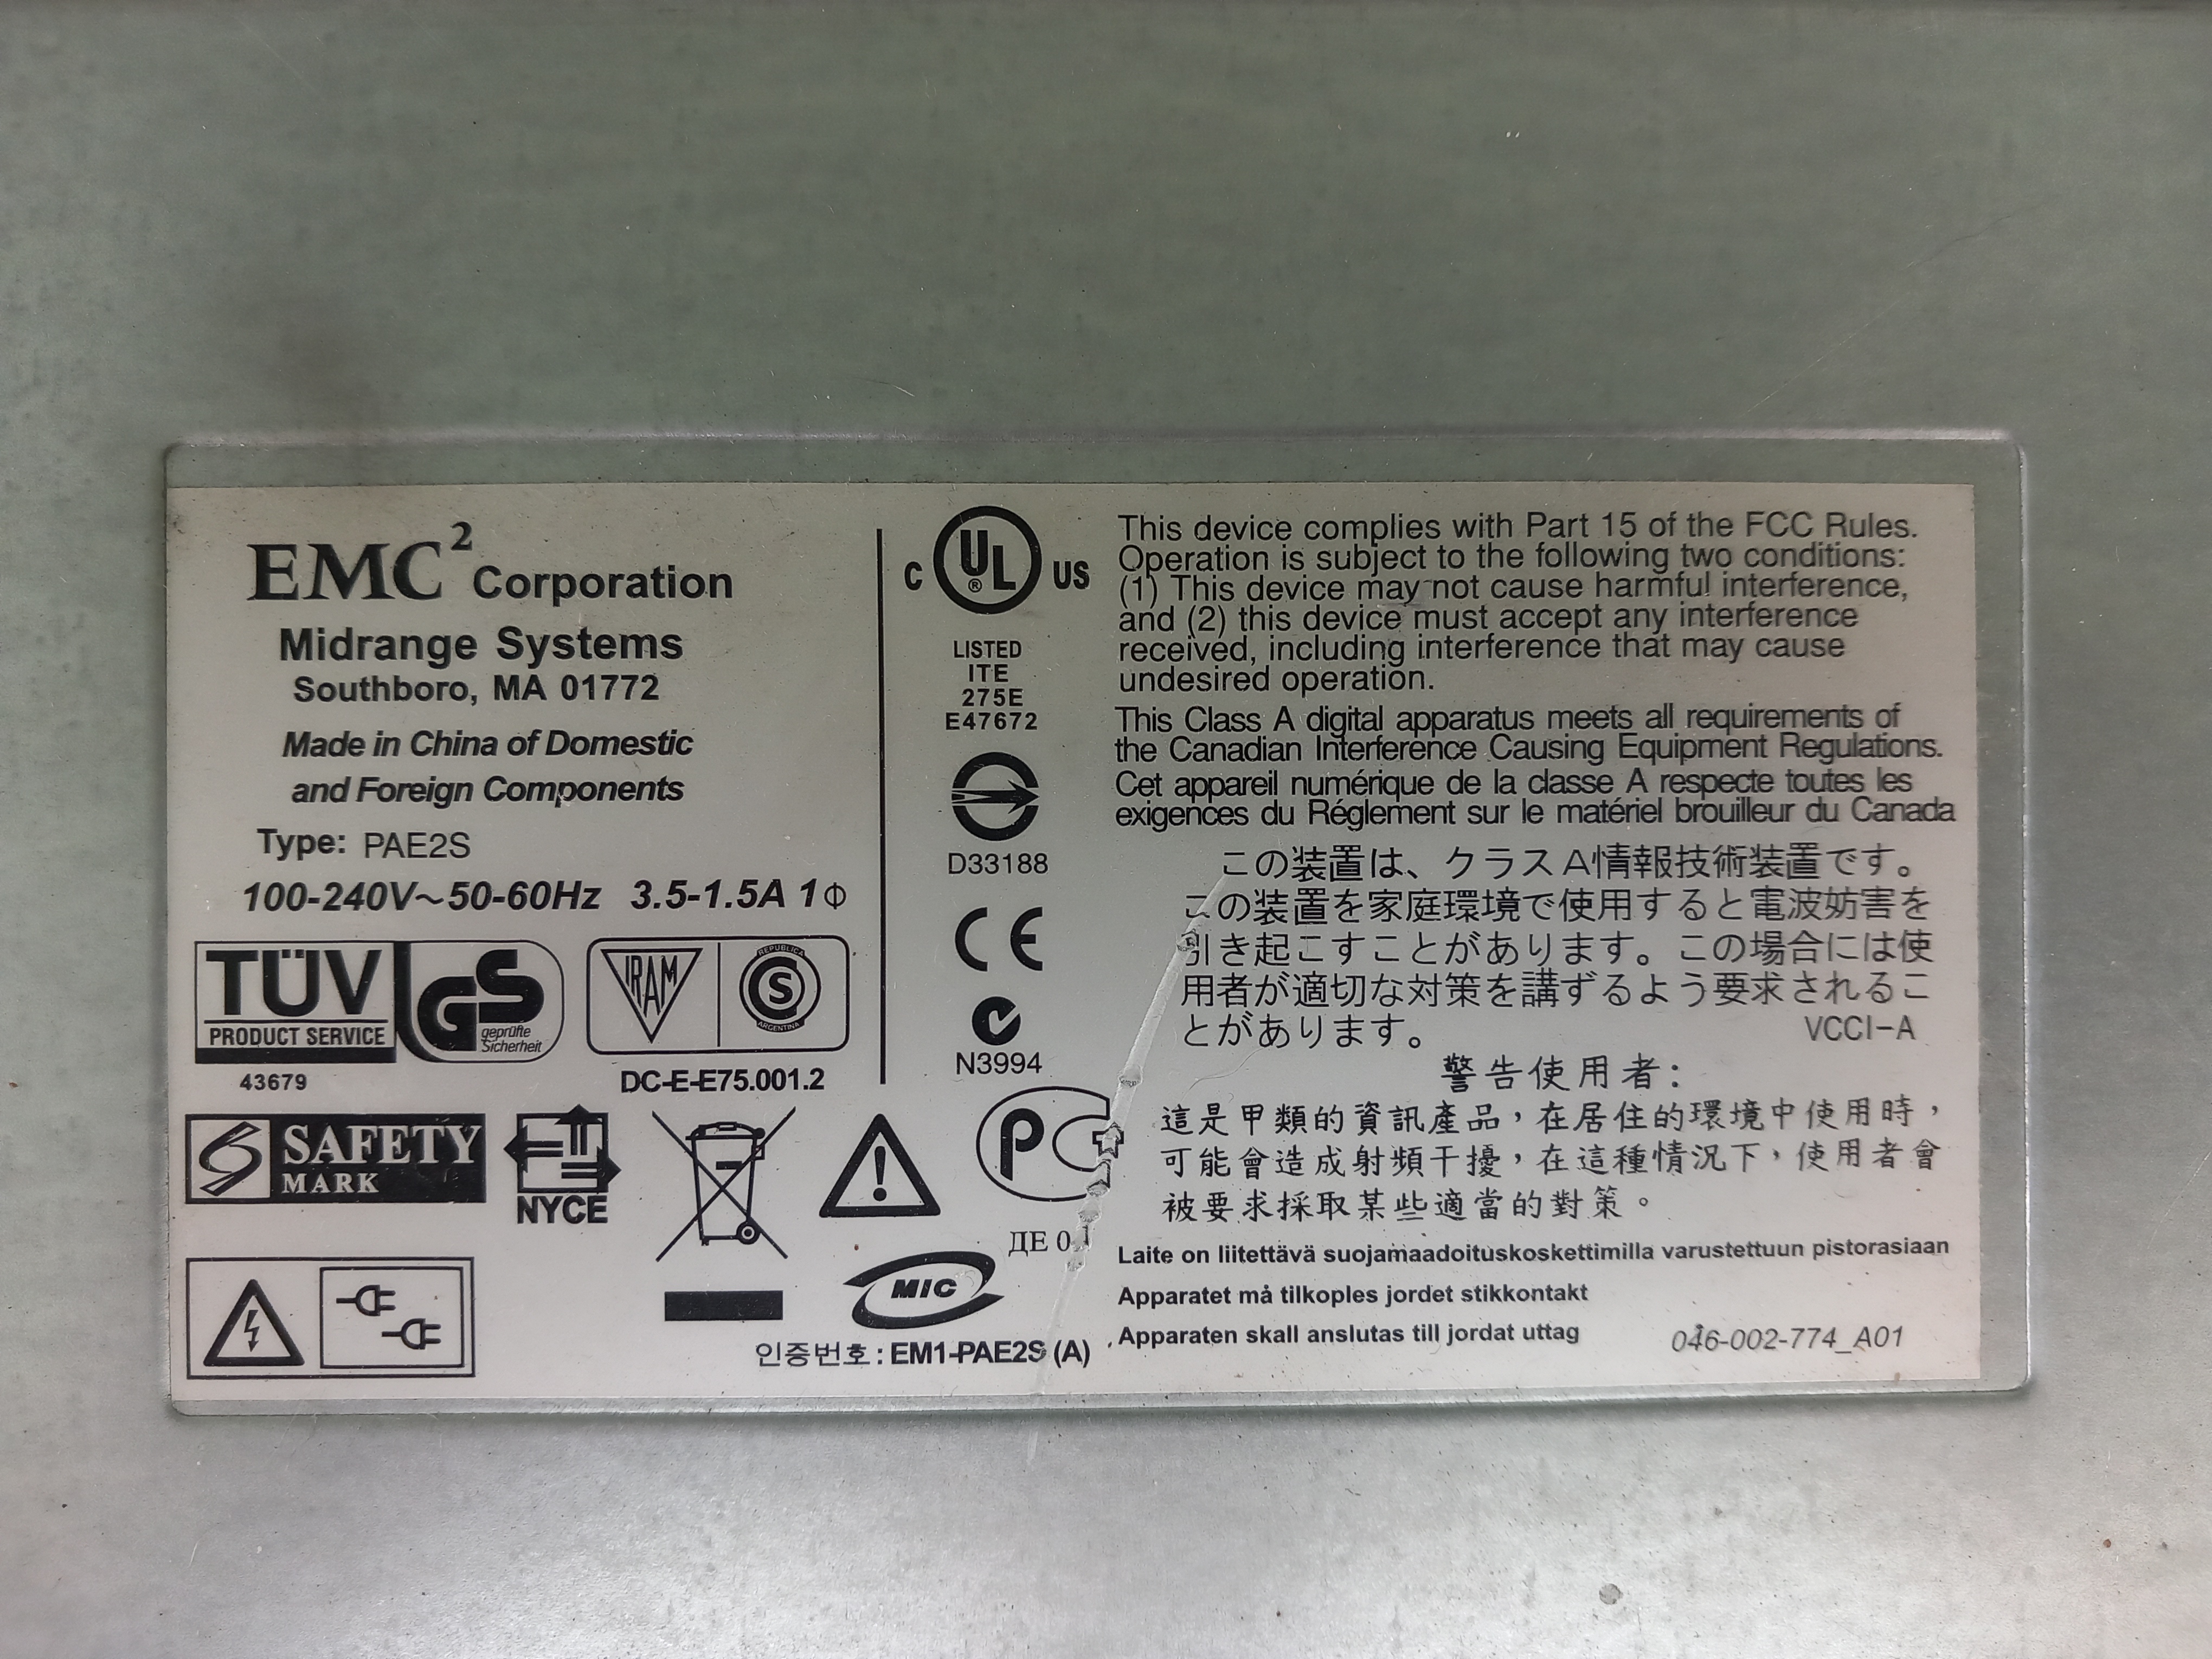 EMC² Corporation
Midrange Systems
Southboro, MA 01772
Made in China of Domestic
and Foreign Components
Type: PAE2S
100-240V~50-60Hz 3.5-1.5A 1Φ
TÜV
PRODUCT SERVICE
GS
geprüfte
Sicherheit
43679
IRAM
REPUBLICA
S
ARGENTINA
DC-E-E75.001.2
SAFETY
MARK
NYCE
C UL® US
LISTED
ITE
275E
E47672
D33188
CE
N3994
PC
ДЕ 01
MIC
인증번호 : EM1-PAE2S (A)
This device complies with Part 15 of the FCC Rules.
Operation is subject to the following two conditions:
(1) This device may not cause harmful interference,
and (2) this device must accept any interference
received, including interference that may cause
undesired operation.
This Class A digital apparatus meets all requirements of
the Canadian Interference Causing Equipment Regulations.
Cet appareil numérique de la classe A respecte toutes les
exigences du Réglement sur le matériel brouilleur du Canada
この装置は、クラスA情報技術装置です。
この装置を家庭環境で使用すると電波妨害を
引き起こすことがあります。この場合には使
用者が適切な対策を講ずるよう要求されるこ
とがあります。 VCCI-A
警告使用者：
這是甲類的資訊產品，在居住的環境中使用時，
可能會造成射頻干擾，在這種情況下，使用者會
被要求採取某些適當的對策。
Laite on liitettävä suojamaadoituskoskettimilla varustettuun pistorasiaan
Apparatet må tilkoples jordet stikkontakt
Apparaten skall anslutas till jordat uttag
046-002-774_A01